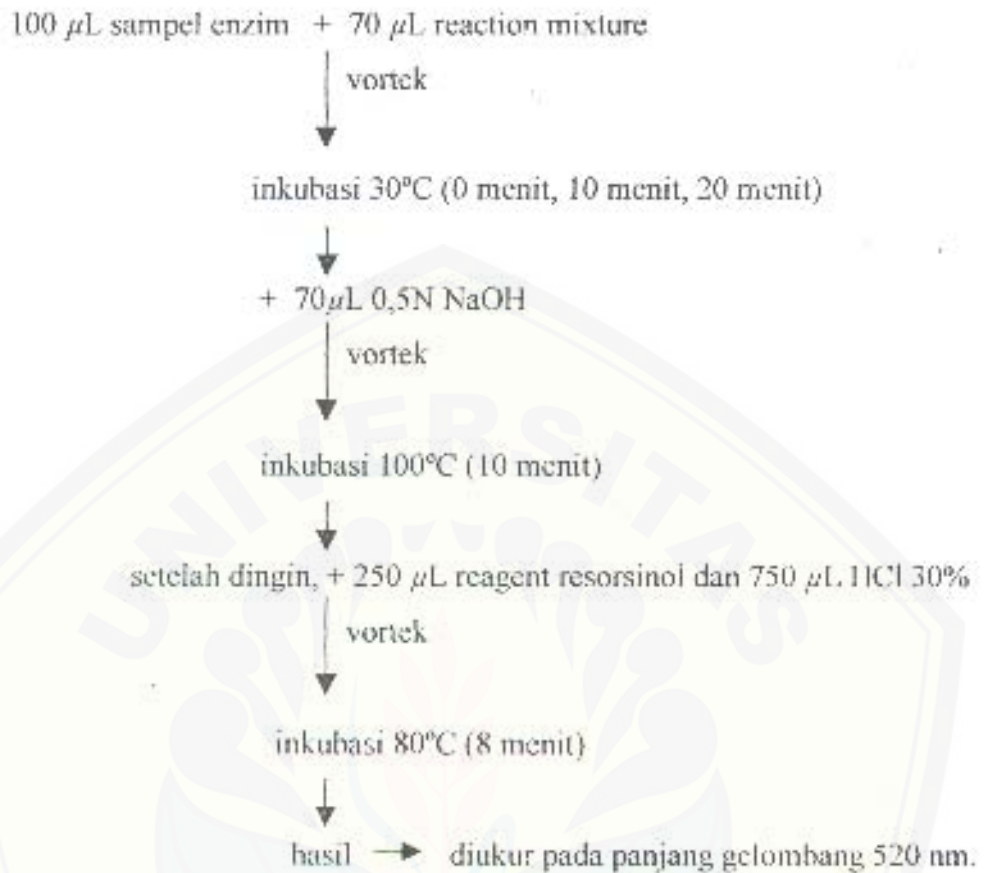 100 µL sampel enzim + 70 µL reaction mixture
vortek
inkubasi 30°C (0 menit, 10 menit, 20 menit)
+ 70µL 0,5N NaOH
vortek
inkubasi 100°C (10 menit)
setelah dingin, + 250 µL reagent resorsinol dan 750 µL HCl 30%
vortek
inkubasi 80°C (8 menit)
hasil → diukur pada panjang gelombang 520 nm.
UNIVERSITAS